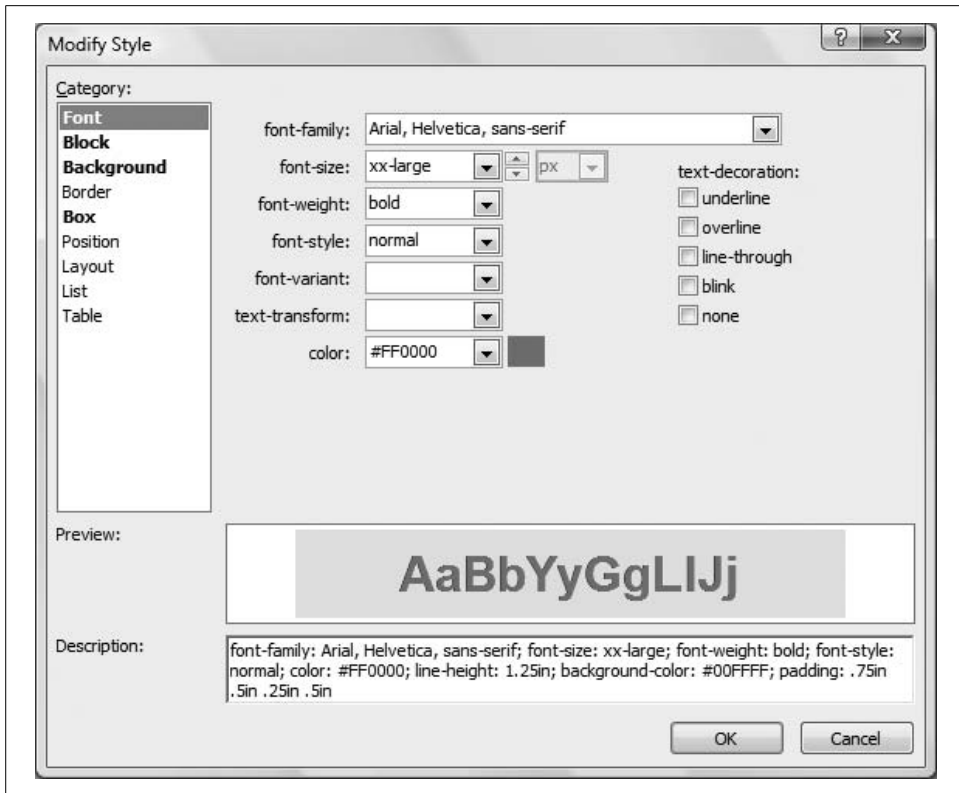 Modify Style
Category:
Font
Block
Background
Border
Box
Position
Layout
List
Table
font-family: Arial, Helvetica, sans-serif
font-size: xx-large px
font-weight: bold
font-style: normal
font-variant:
text-transform:
color: #FF0000
text-decoration:
underline
overline
line-through
blink
none
Preview:
AaBbYyGgLlJj
Description:
font-family: Arial, Helvetica, sans-serif; font-size: xx-large; font-weight: bold; font-style:
normal; color: #FF0000; line-height: 1.25in; background-color: #00FFFF; padding: .75in
.5in .25in .5in
OK Cancel